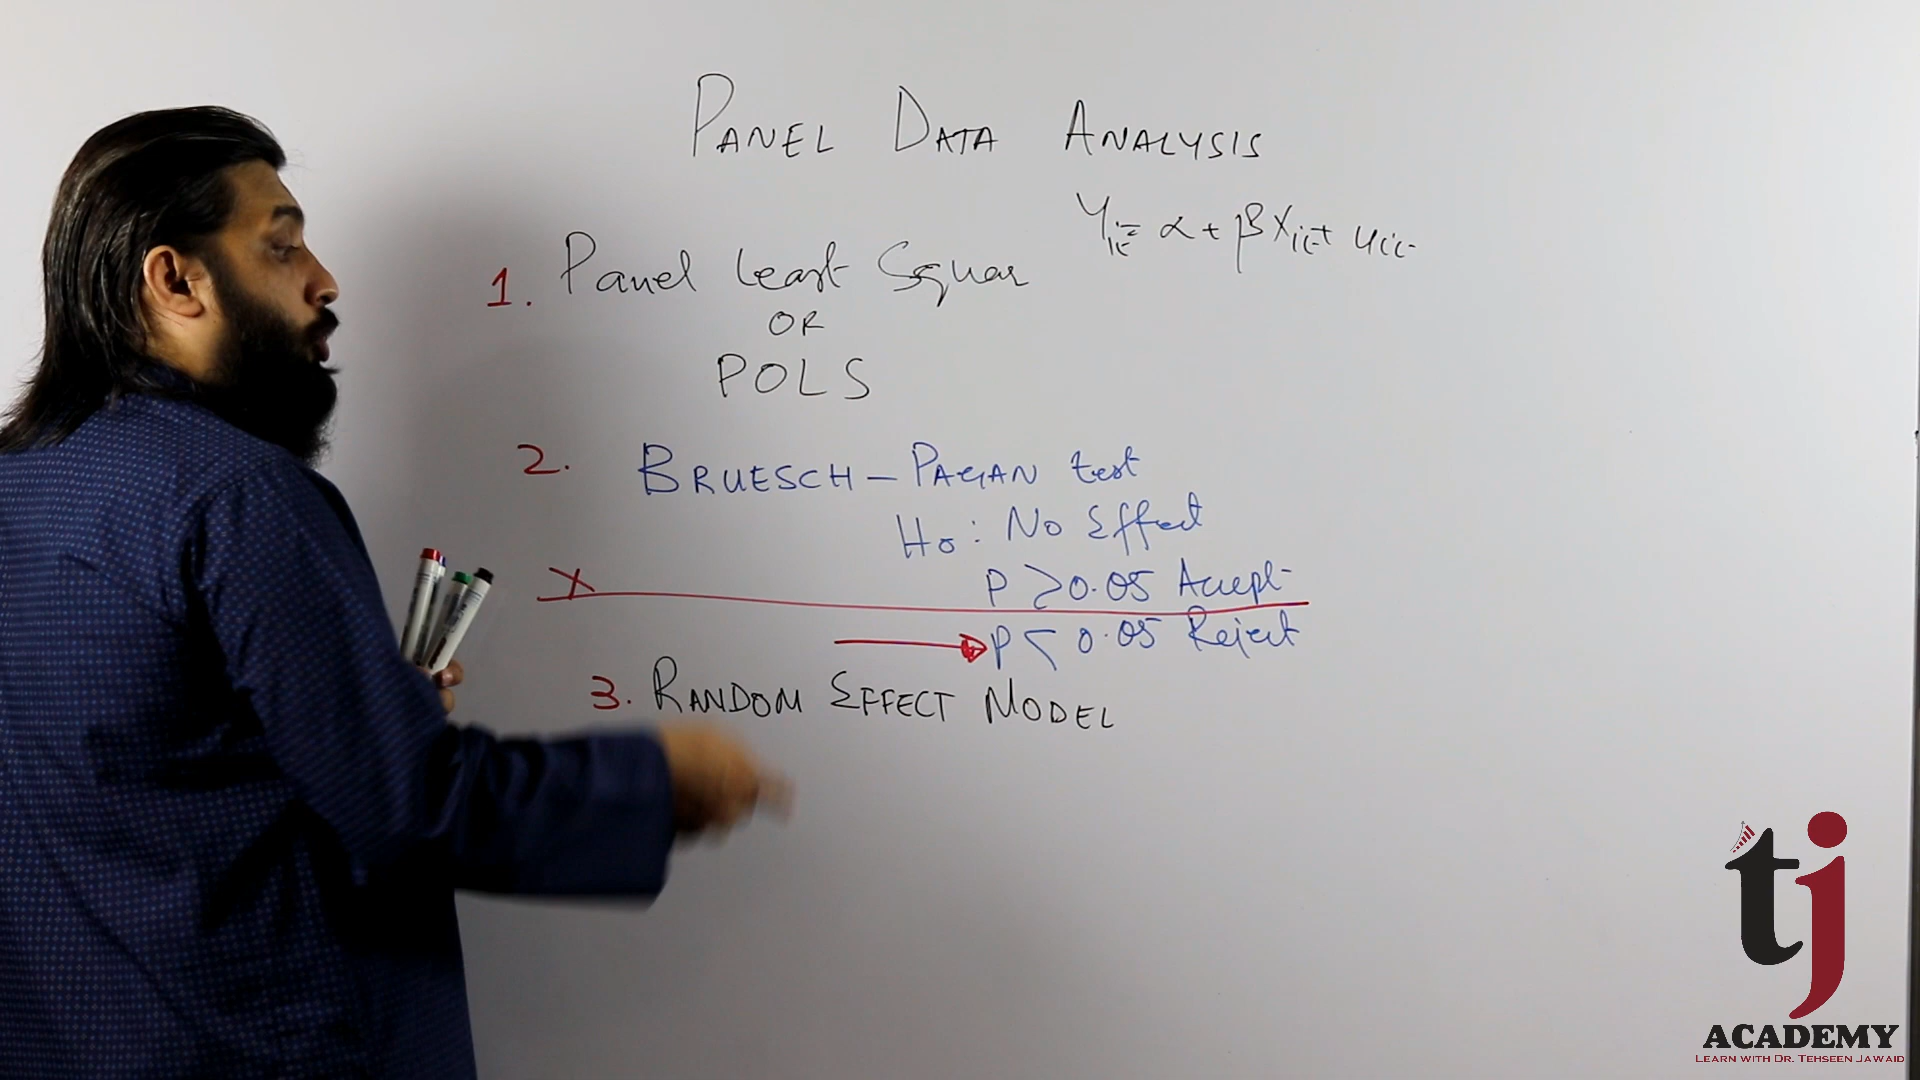 PANEL DATA ANALYSIS
Yit = α + βXit + uit
1. Panel Least Squar
OR
POLS
2. BRUESCH - PAGAN test
Ho: No Effect
P > 0.05 Accept
P < 0.05 Reject
3. RANDOM EFFECT MODEL
tj
ACADEMY
LEARN WITH DR. TEHSEEN JAWAID